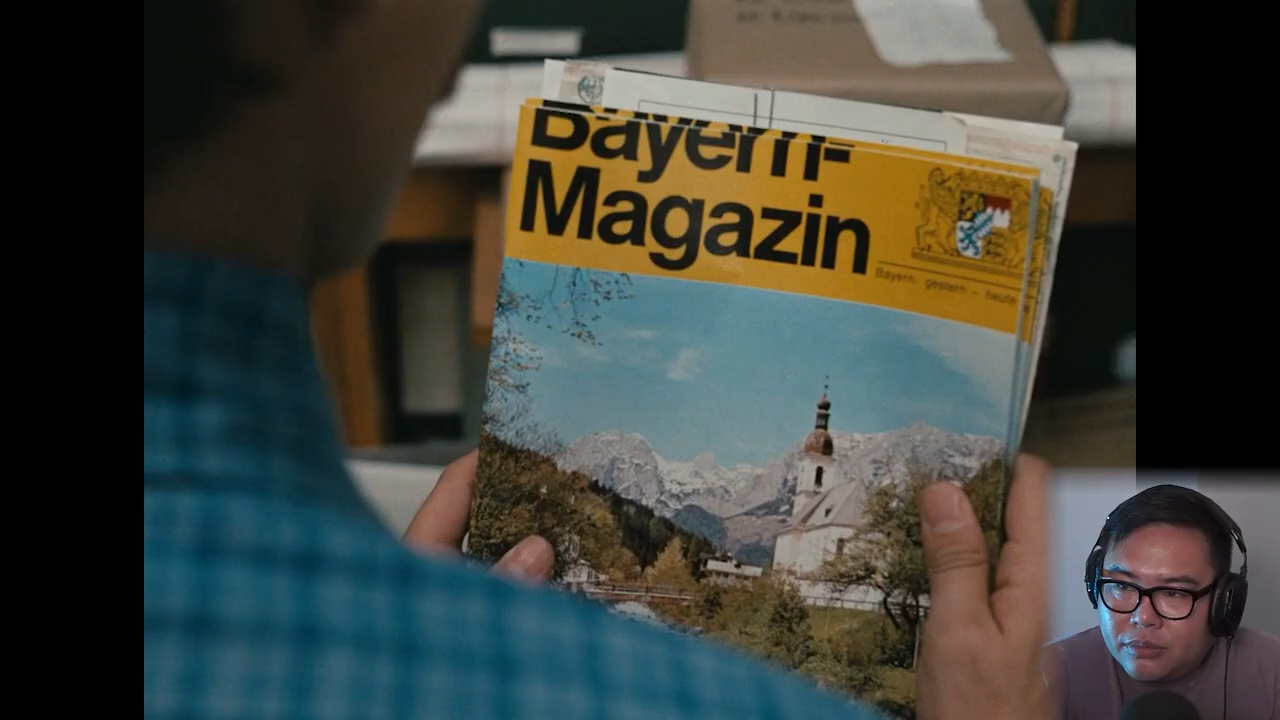 Bayern-
Magazin
Bayern, gestern – heute